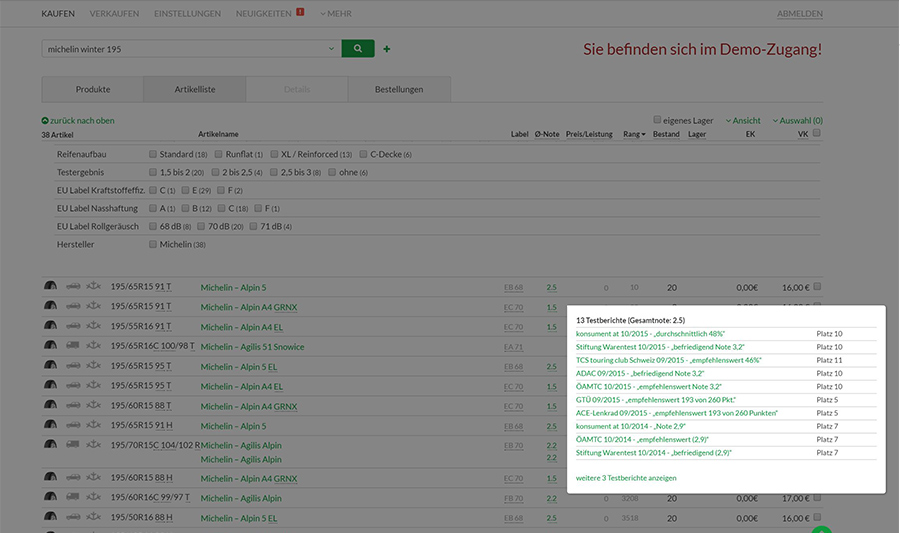 KAUFEN VERKAUFEN EINSTELLUNGEN NEUIGKEITEN ! MEHR ABMELDEN
michelin winter 195
Sie befinden sich im Demo-Zugang!
Produkte Artikelliste Details Bestellungen
zurück nach oben eigenes Lager Ansicht Auswahl (0)
38 Artikel Artikelname Label Ø-Note Preis/Leistung Rang Bestand Lager EK VK
Reifenaufbau Standard (18) Runflat (1) XL / Reinforced (13) C-Decke (6)
Testergebnis 1,5 bis 2 (20) 2 bis 2,5 (4) 2,5 bis 3 (8) ohne (6)
EU Label Kraftstoffeffiz. C (1) E (29) F (2)
EU Label Nasshaftung A (1) B (12) C (18) F (1)
EU Label Rollgeräusch 68 dB (8) 70 dB (20) 71 dB (4)
Hersteller Michelin (38)
195/65R15 91 T Michelin – Alpin 5 EB 68 2.5 0 10 20 0,00€ 16,00 €
195/65R15 91 T Michelin – Alpin A4 GRNX EC 70 1.5
195/55R16 91 T Michelin – Alpin A4 EL EC 70 1.5
195/65R16C 100/98 T Michelin – Agilis 51 Snowice EA 71
195/65R15 95 T Michelin – Alpin 5 EL EB 68 2.5
195/65R15 95 T Michelin – Alpin A4 EL EC 70 1.5
195/60R15 88 T Michelin – Alpin A4 GRNX EC 70 1.5
195/65R15 91 H Michelin – Alpin 5 EB 68 2.5
195/70R15C 104/102 R Michelin – Agilis Alpin FB 70 2.2
Michelin – Agilis Alpin 2.2
195/60R15 88 H Michelin – Alpin A4 GRNX EC 70 1.5
195/60R16C 99/97 T Michelin – Agilis Alpin FB 70 2.2 0 3208 20 0,00€ 17,00 €
195/50R16 88 H Michelin – Alpin 5 EL EB 68 2.5 0 3518 20 0,00€ 16,00 €
13 Testberichte (Gesamtnote: 2.5)
konsument at 10/2015 - „durchschnittlich 48%“ Platz 10
Stiftung Warentest 10/2015 - „befriedigend Note 3,2“ Platz 10
TCS touring club Schweiz 09/2015 - „empfehlenswert 46%“ Platz 11
ADAC 09/2015 - „befriedigend Note 3,2“ Platz 10
ÖAMTC 10/2015 - „empfehlenswert Note 3,2“ Platz 10
GTÜ 09/2015 - „empfehlenswert 193 von 260 Pkt.“ Platz 5
ACE-Lenkrad 09/2015 - „empfehlenswert 193 von 260 Punkten“ Platz 5
konsument at 10/2014 - „Note 2,9“ Platz 7
ÖAMTC 10/2014 - „empfehlenswert (2,9)“ Platz 7
Stiftung Warentest 10/2014 - „befriedigend (2,9)“ Platz 7
weitere 3 Testberichte anzeigen